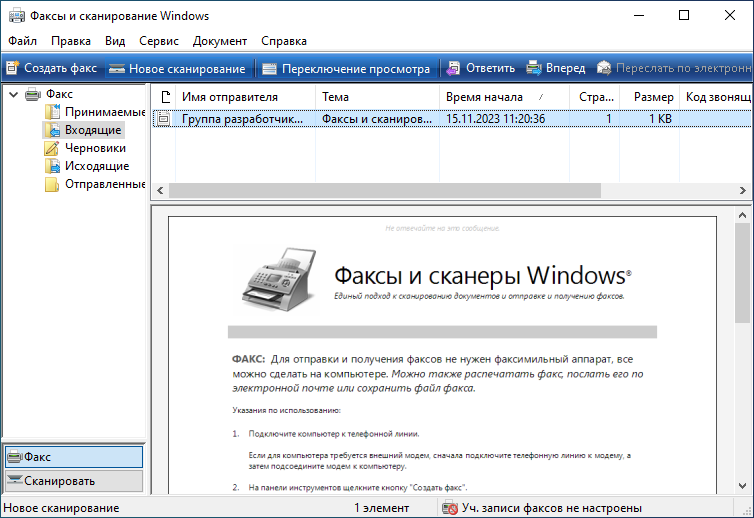 Факсы и сканирование Windows
Файл Правка Вид Сервис Документ Справка
Создать факс Новое сканирование Переключение просмотра Ответить Вперед Переслать по электронн
Факс
Принимаемые
Входящие
Черновики
Исходящие
Отправленные
Имя отправителя Тема Время начала Стра... Размер Код звонящ
Группа разработчик... Факсы и сканиров... 15.11.2023 11:20:36 1 1 КВ
Не отвечайте на это сообщение.
Факсы и сканеры Windows®
Единый подход к сканированию документов и отправке и получению факсов.
ФАКС: Для отправки и получения факсов не нужен факсимильный аппарат, все
можно сделать на компьютере. Можно также распечатать факс, послать его по
электронной почте или сохранить файл факса.
Указания по использованию:
1. Подключите компьютер к телефонной линии.
Если для компьютера требуется внешний модем, сначала подключите телефонную линию к модему, а
затем подсоедините модем к компьютеру.
2. На панели инструментов щелкните кнопку "Создать факс".
Факс
Сканировать
Новое сканирование 1 элемент Уч. записи факсов не настроены